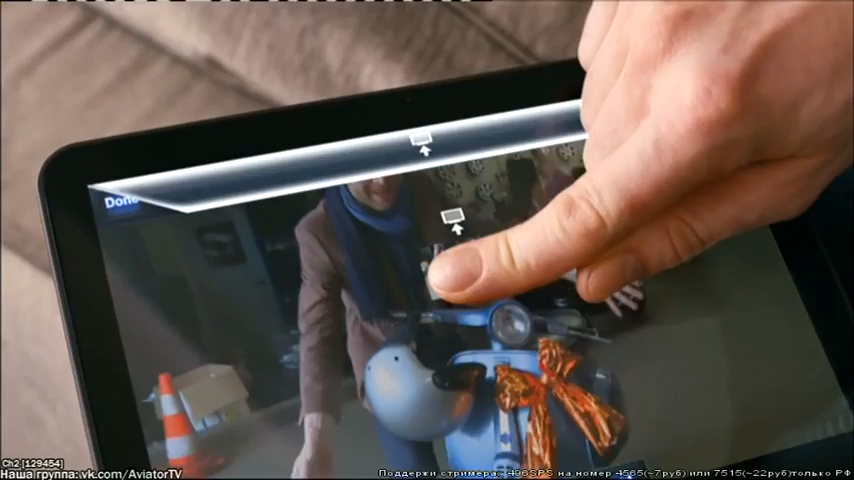 Done
Ch2 [129454]
Наша группа: vk.com/AviatorTV
Поддержи стримера: 496SPS на номер 4565(~7руб) или 7515(~22руб)только РФ